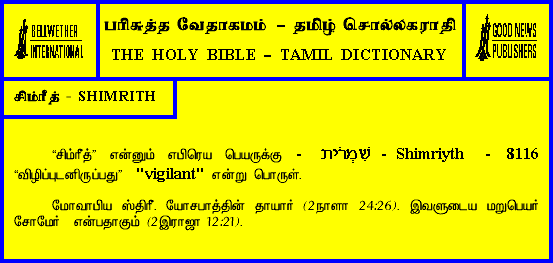 BELLWETHER
INTERNATIONAL
பரிசுத்த வேதாகமம் – தமிழ் சொல்லகராதி
THE HOLY BIBLE – TAMIL DICTIONARY
GOOD NEWS
PUBLISHERS
சிம்ரீத் - SHIMRITH
“சிம்ரீத்” என்னும் எபிரெய பெயருக்கு - שִׁמְרִית - Shimriyth - 8116
“விழிப்புடனிருப்பது” "vigilant" என்று பொருள்.
மோவாபிய ஸ்திரீ. யோசபாத்தின் தாயார் (2நாளா 24:26). இவளுடைய மறுபெயர்
சோமேர் என்பதாகும் (2இராஜா 12:21).